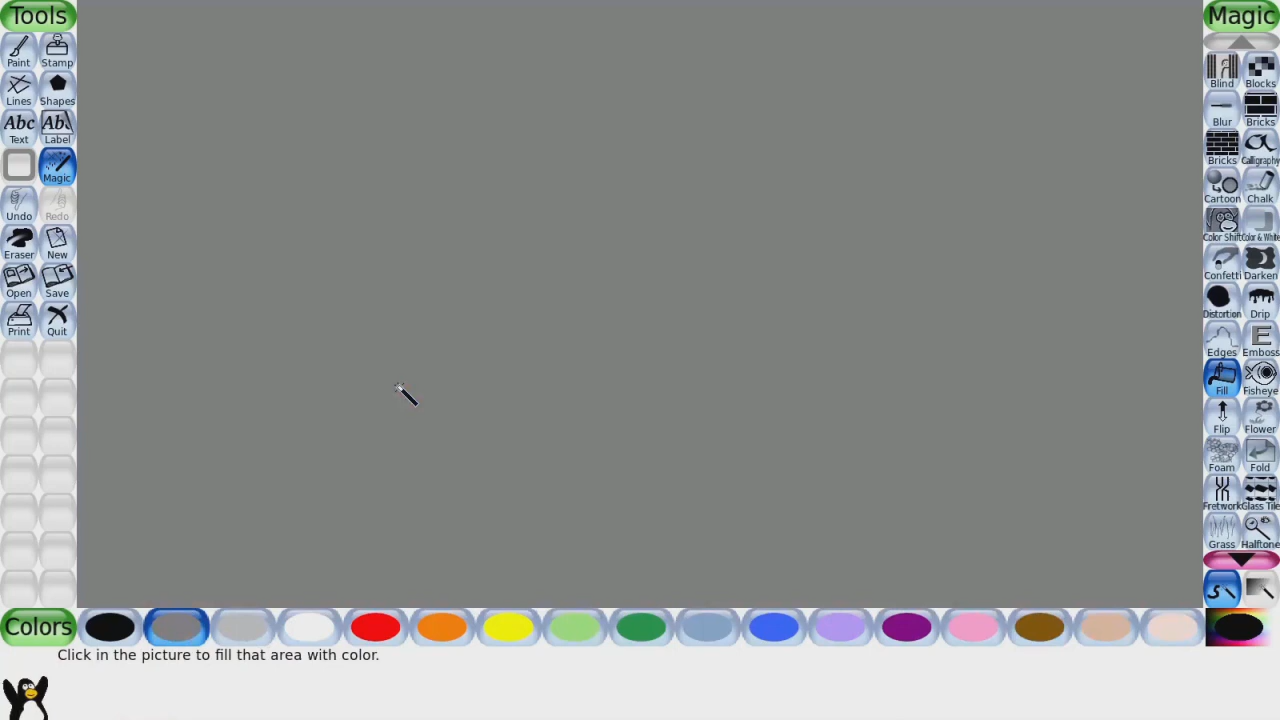 Tools
Magic
Paint Stamp
Blind Blocks
Lines Shapes
Blur Bricks
Abc Abc
Text Label
Bricks Calligraphy
Magic
Cartoon Chalk
Undo Redo
Color Shift Color & White
Eraser New
Confetti Darken
Open Save
Distortion Drip
Print Quit
Edges E Emboss
Fill Fisheye
Flip Flower
Foam Fold
Fretwork Glass Tile
Grass Halftone
Colors
Click in the picture to fill that area with color.